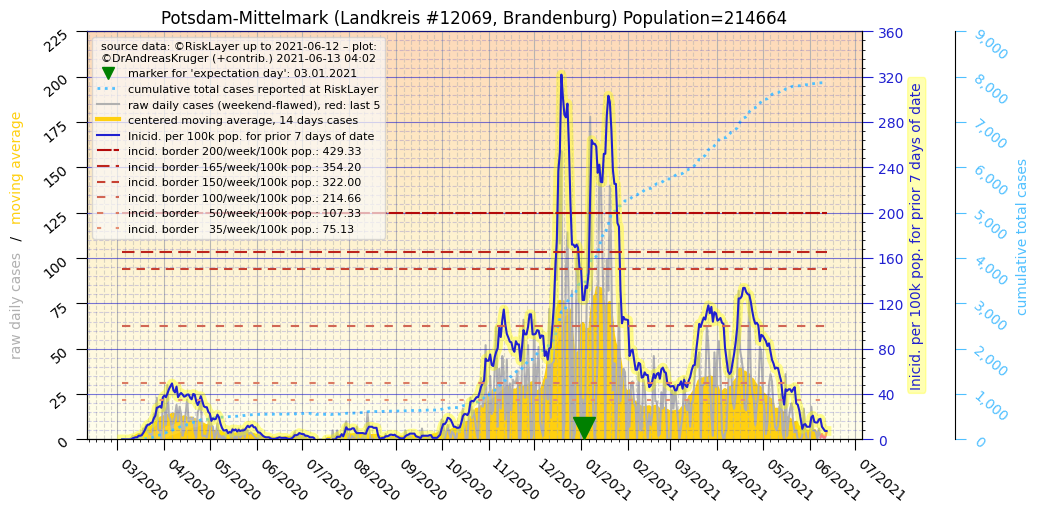 Potsdam-Mittelmark (Landkreis #12069, Brandenburg) Population=214664
source data: ©RiskLayer up to 2021-06-12 – plot:
©DrAndreasKruger (+contrib.) 2021-06-13 04:02
marker for 'expectation day': 03.01.2021
cumulative total cases reported at RiskLayer
raw daily cases (weekend-flawed), red: last 5
centered moving average, 14 days cases
Inicid. per 100k pop. for prior 7 days of date
incid. border 200/week/100k pop.: 429.33
incid. border 165/week/100k pop.: 354.20
incid. border 150/week/100k pop.: 322.00
incid. border 100/week/100k pop.: 214.66
incid. border 50/week/100k pop.: 107.33
incid. border 35/week/100k pop.: 75.13
raw daily cases / moving average
225
200
175
150
125
100
75
50
25
0
03/2020
04/2020
05/2020
06/2020
07/2020
08/2020
09/2020
10/2020
11/2020
12/2020
01/2021
02/2021
03/2021
04/2021
05/2021
06/2021
07/2021
360
320
280
240
200
160
120
80
40
0
Inicid. per 100k pop. for prior 7 days of date
9,000
8,000
7,000
6,000
5,000
4,000
3,000
2,000
1,000
0
cumulative total cases